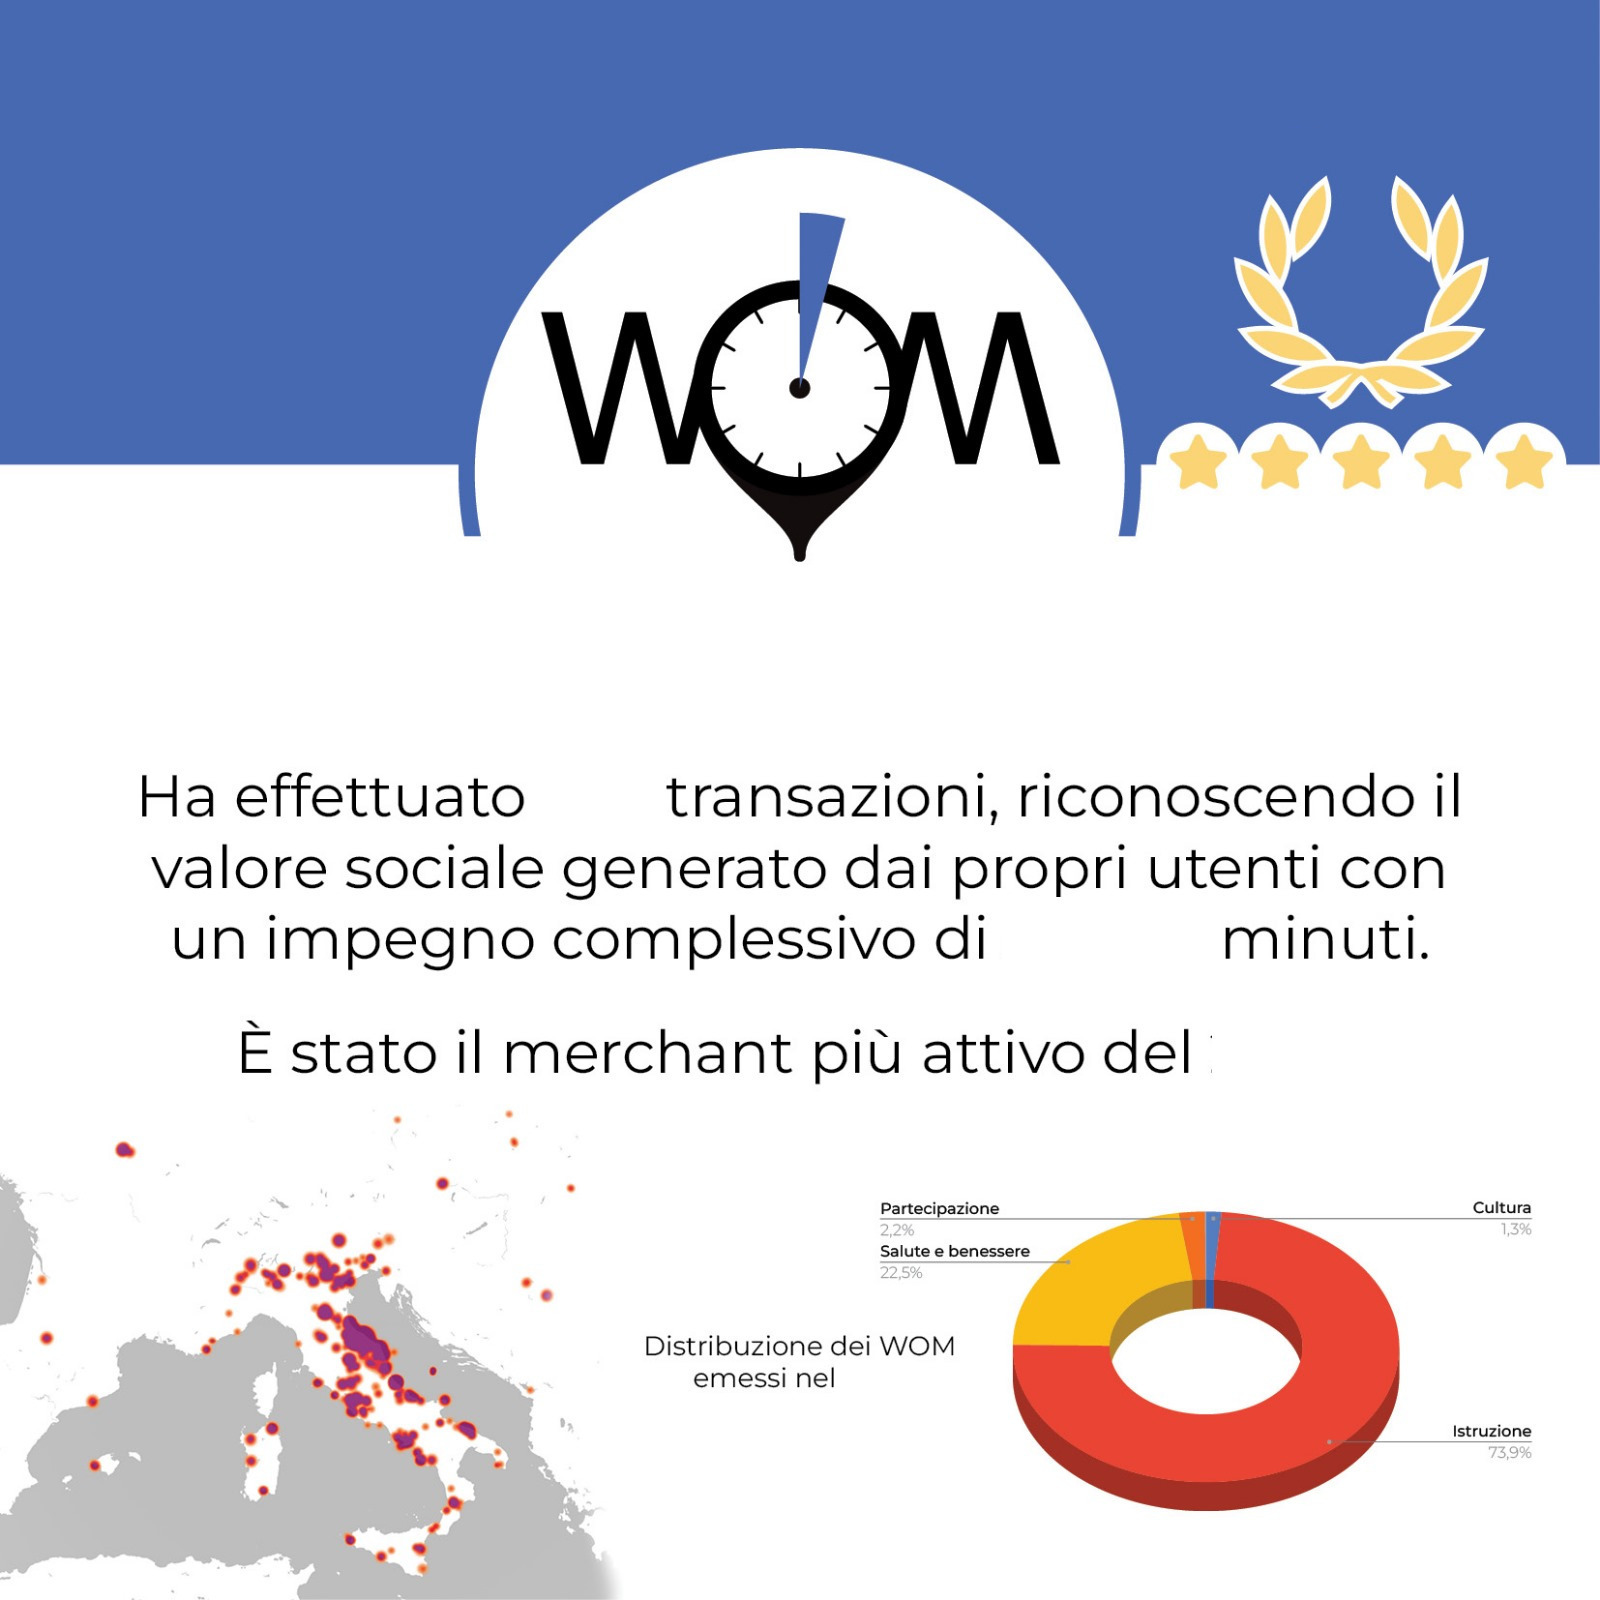 WOM
Ha effettuato transazioni, riconoscendo il
valore sociale generato dai propri utenti con
un impegno complessivo di minuti.
È stato il merchant più attivo del
Partecipazione
2,2%
Salute e benessere
22,5%
Cultura
1,3%
Distribuzione dei WOM
emessi nel
Istruzione
73,9%